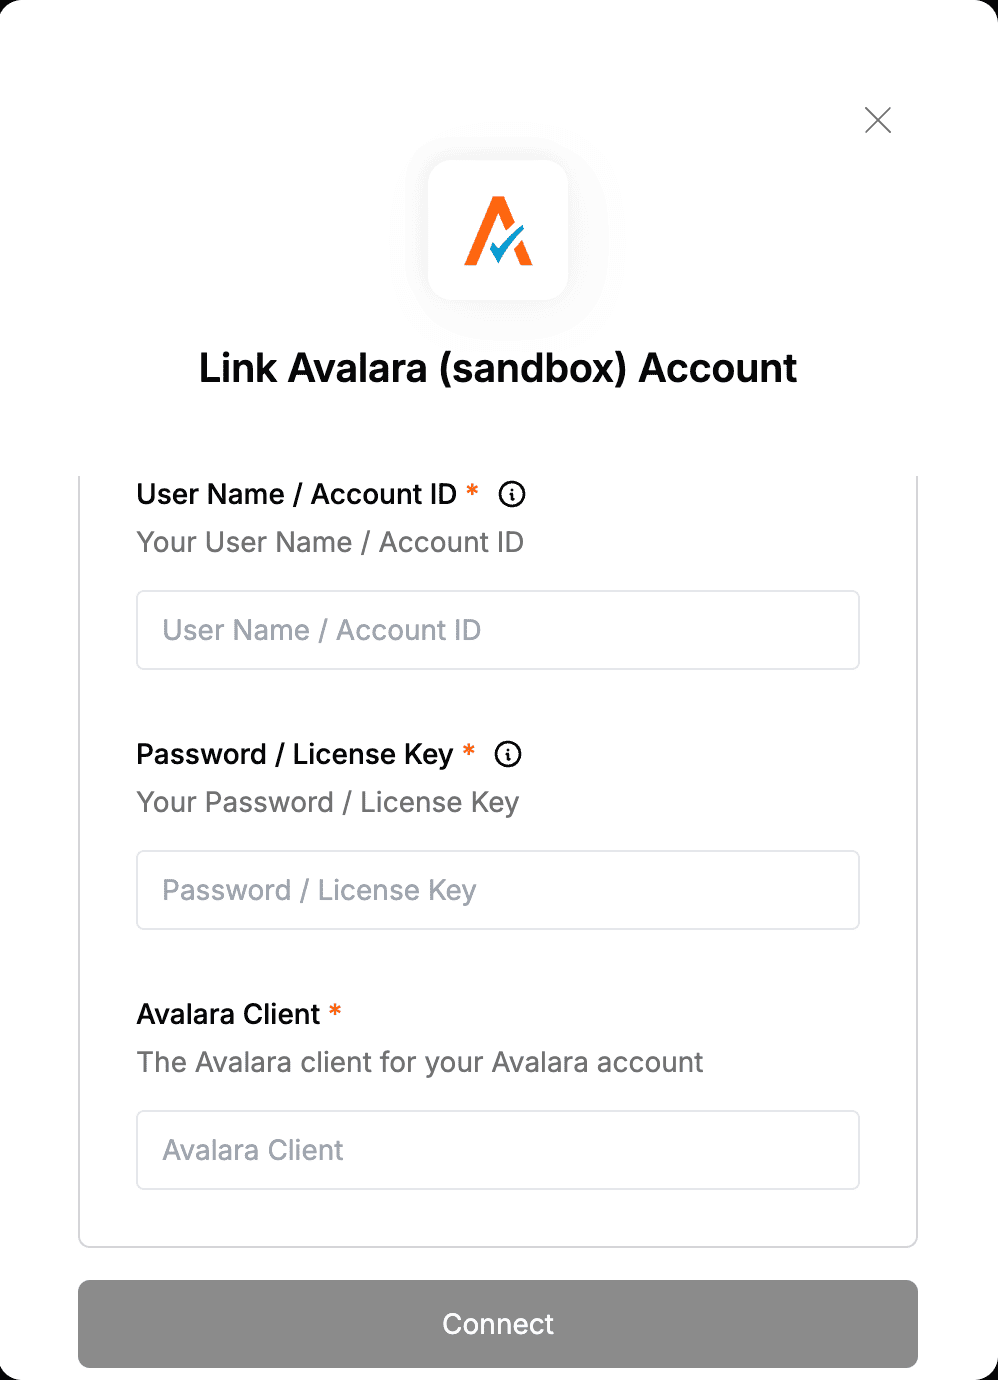 Link Avalara (sandbox) Account
User Name / Account ID *
Your User Name / Account ID
User Name / Account ID
Password / License Key *
Your Password / License Key
Password / License Key
Avalara Client *
The Avalara client for your Avalara account
Avalara Client
Connect